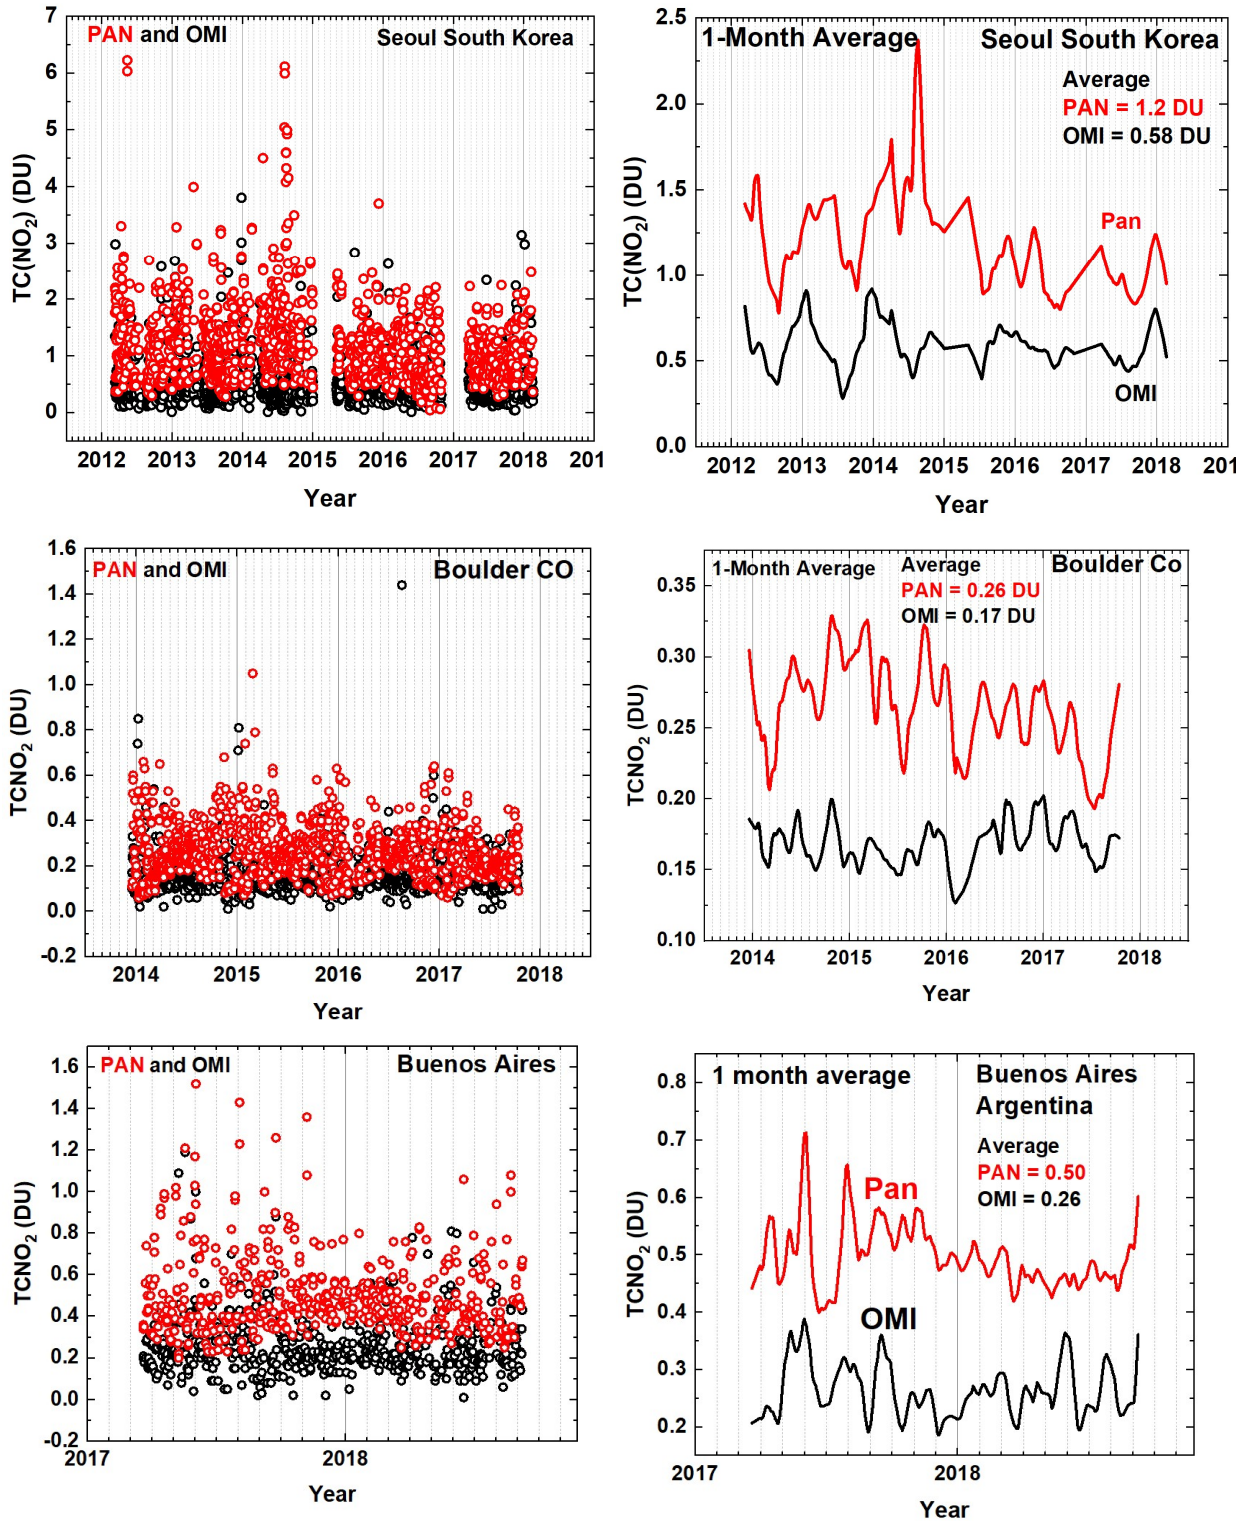 PAN and OMI
Seoul South Korea
TC(NO2) (DU)
7
6
5
4
3
2
1
0
2012 2013 2014 2015 2016 2017 2018 201
Year
1-Month Average
Seoul South Korea
Average
PAN = 1.2 DU
OMI = 0.58 DU
Pan
OMI
TC(NO2) (DU)
2.5
2.0
1.5
1.0
0.5
0.0
2012 2013 2014 2015 2016 2017 2018 201
Year
PAN and OMI
Boulder CO
TCNO2 (DU)
1.6
1.4
1.2
1.0
0.8
0.6
0.4
0.2
0.0
-0.2
2014 2015 2016 2017 2018
Year
1-Month Average
Boulder Co
Average
PAN = 0.26 DU
OMI = 0.17 DU
TCNO2 (DU)
0.35
0.30
0.25
0.20
0.15
0.10
2014 2015 2016 2017 2018
Year
PAN and OMI
Buenos Aires
TCNO2 (DU)
1.6
1.4
1.2
1.0
0.8
0.6
0.4
0.2
0.0
-0.2
2017 2018
Year
1 month average
Buenos Aires
Argentina
Average
PAN = 0.50
OMI = 0.26
Pan
OMI
TCNO2 (DU)
0.8
0.7
0.6
0.5
0.4
0.3
0.2
2017 2018
Year